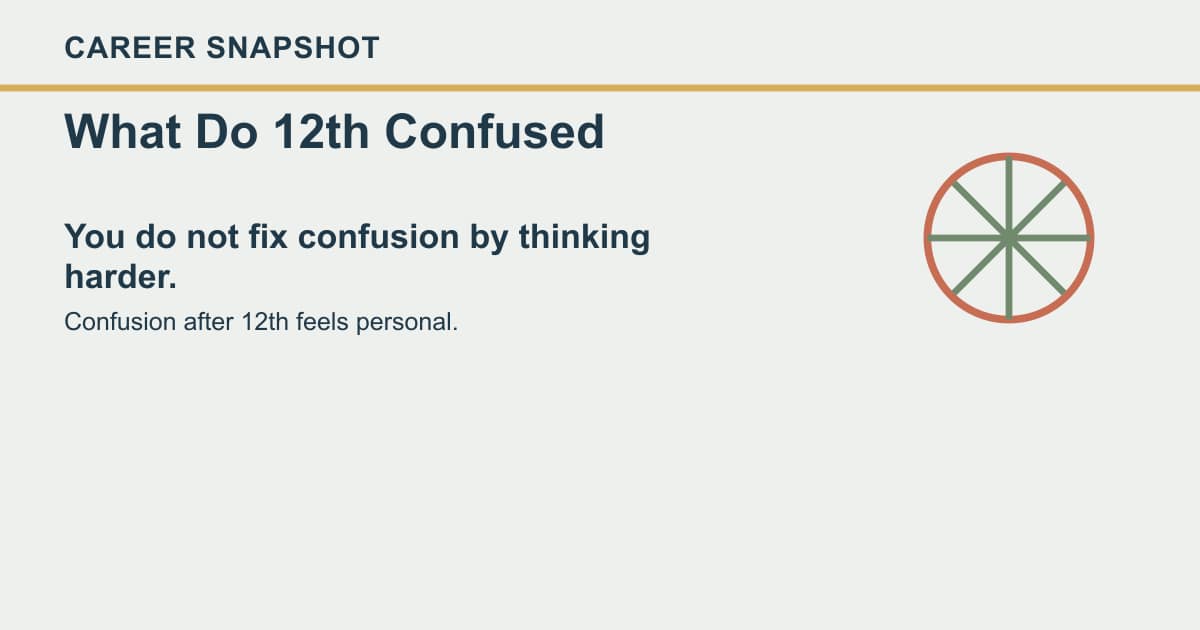 CAREER SNAPSHOT
What Do 12th Confused
You do not fix confusion by thinking
harder.
Confusion after 12th feels personal.